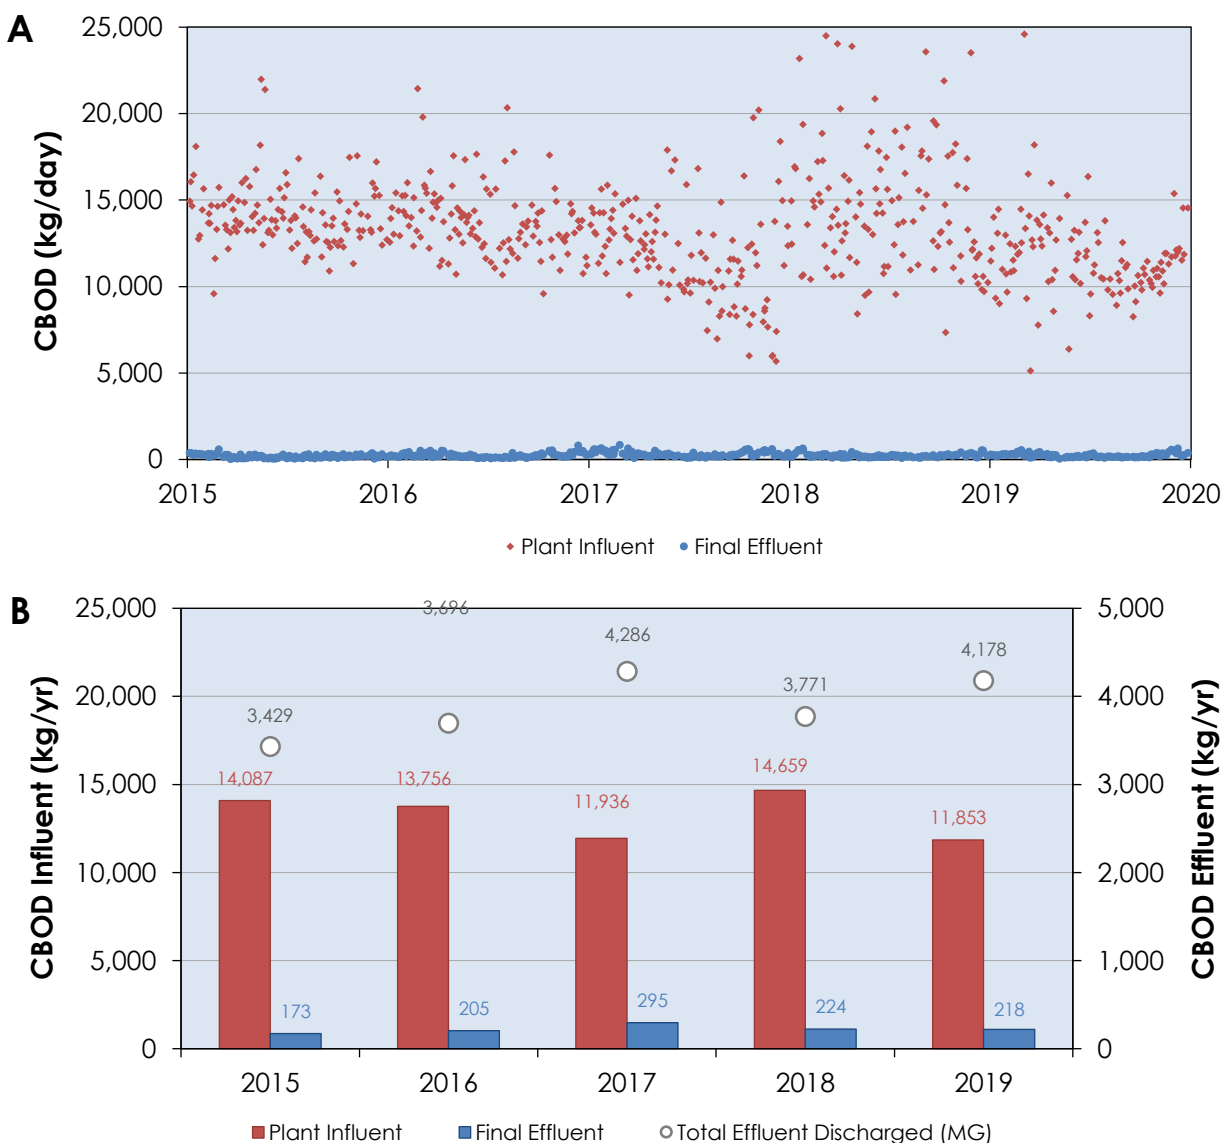 A
CBOD (kg/day)
25,000
20,000
15,000
10,000
5,000
0
2015 2016 2017 2018 2019 2020
Plant Influent Final Effluent
B
CBOD Influent (kg/yr)
25,000
20,000
15,000
10,000
5,000
0
5,000
4,000
3,000
2,000
1,000
0
CBOD Effluent (kg/yr)
3,429 3,696 4,286 3,771 4,178
14,087 13,756 11,936 14,659 11,853
173 205 295 224 218
2015 2016 2017 2018 2019
Plant Influent Final Effluent Total Effluent Discharged (MG)